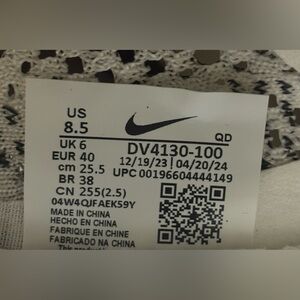 US
8.5
QD
UK 6
DV4130-100
EUR 40
12/19/23 | 04/20/24
cm 25.5
UPC 00196604444149
BR 38
CN 255(2.5)
04W4QJFAEK59Y
MADE IN CHINA
HECHO EN CHINA
FABRIQUE EN CHINE
FABRICADO NA CHINA
This product